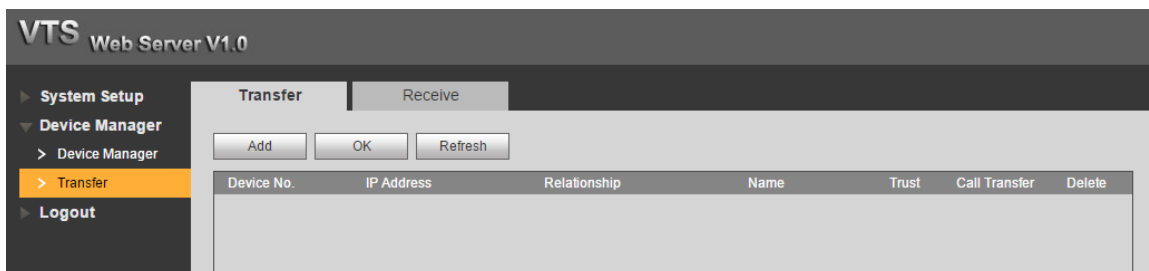 VTS Web Server V1.0
System Setup
Device Manager
> Device Manager
> Transfer
Logout
Transfer Receive
Add OK Refresh
Device No. IP Address Relationship Name Trust Call Transfer Delete